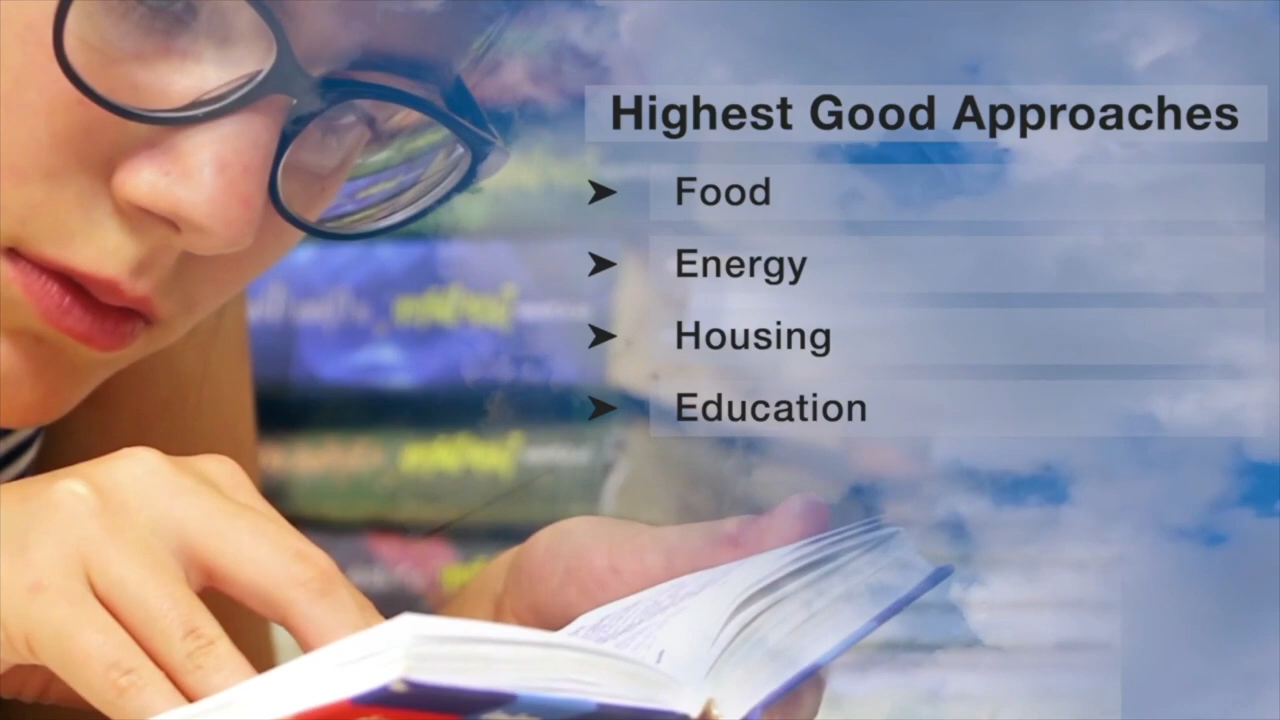 Highest Good Approaches
➤ Food
➤ Energy
➤ Housing
➤ Education